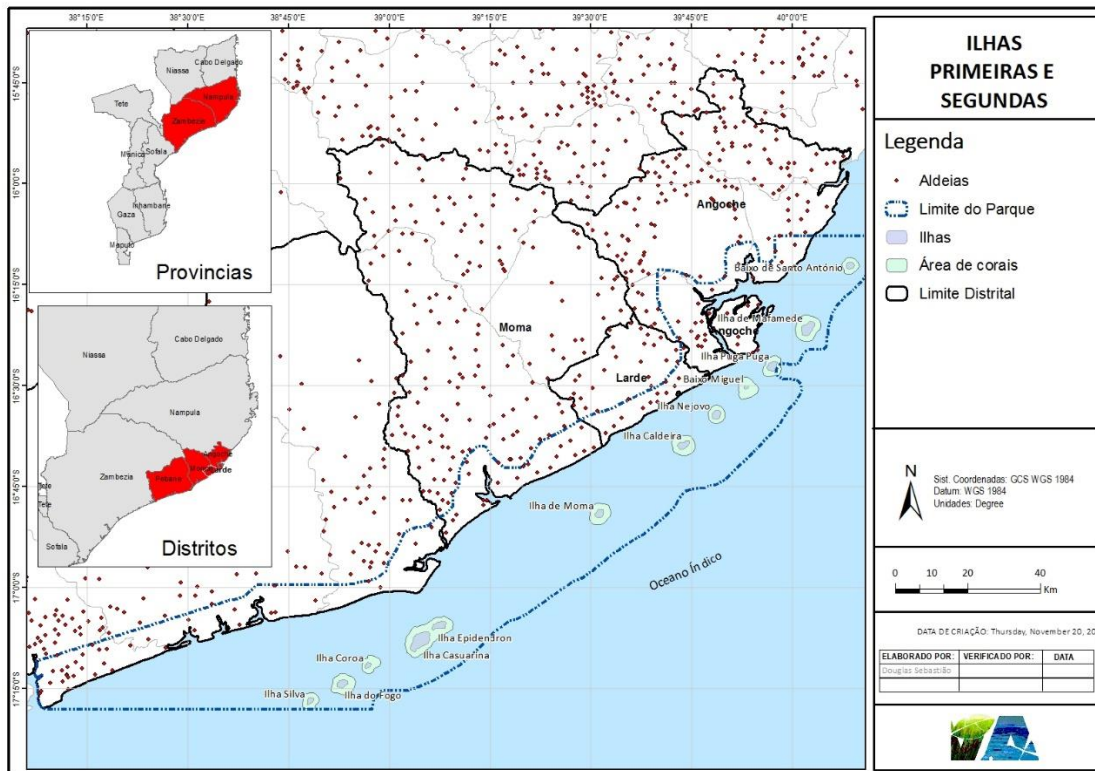 38°15'0"E 38°30'0"E 38°45'0"E 39°0'0"E 39°15'0"E 39°30'0"E 39°45'0"E 40°0'0"E
15°45'0"S
16°00'0"S
16°15'0"S
16°30'0"S
16°45'0"S
17°0'0"S
17°15'0"S
Niassa
Cabo Delgado
Tete
Nampula
Zambezia
Sofala
Manica
Inhambane
Gaza
Maputo
Provincias
Niassa
Cabo Delgado
Nampula
Zambezia
Angoche
Tete
Tete
Sofala
Distritos
Angoche
Baixo de Santo António
Ilha de Mafamede
Angoche
Moma
Ilha Puga Puga
Larde
Baixo Miguel
Ilha Nejovo
Ilha Caldeira
Ilha de Moma
Oceano Índico
Ilha Epidendron
Ilha Casuarina
Ilha Coroa
Ilha do Fogo
Ilha Silva
ILHAS
PRIMEIRAS E
SEGUNDAS
Legenda
Aldeias
Limite do Parque
Ilhas
Área de corais
Limite Distrital
N
Sist. Coordenadas: GCS WGS 1984
Datum: WGS 1984
Unidades: Degree
0 10 20 40
Km
DATA DE CRIAÇÃO: Thursday, November 20, 20
ELABORADO POR: VERIFICADO POR: DATA
Douglas Sebastião